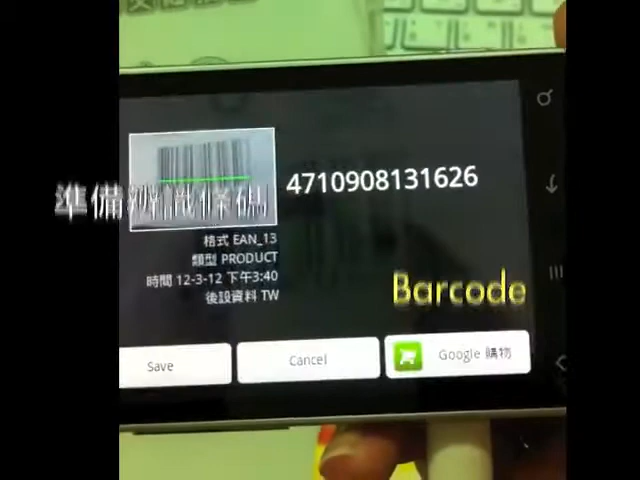 4710908131626
準備辨識條碼
格式 EAN_13
類型 PRODUCT
時間 12-3-12 下午3:40
後設資料 TW
Barcode
Save
Cancel
Google 購物